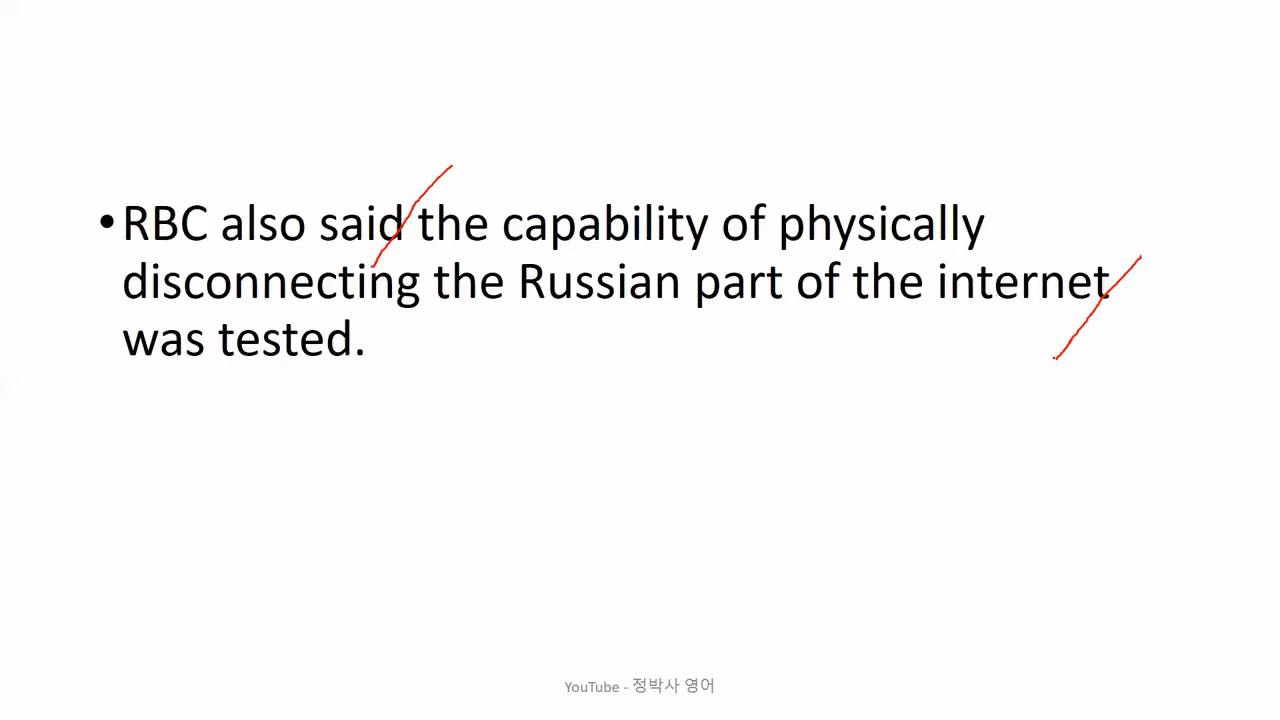 •RBC also said the capability of physically
disconnecting the Russian part of the internet
was tested.
YouTube - 정박사 영어